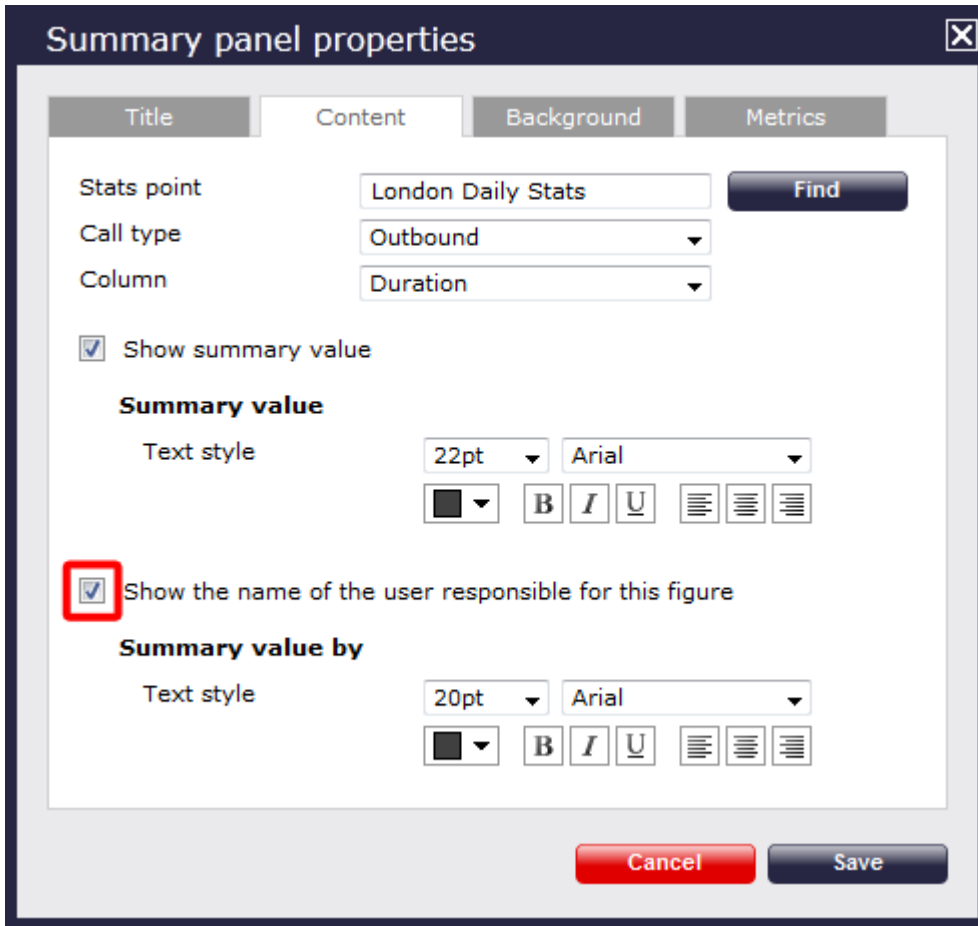 Summary panel properties
Title Content Background Metrics
Stats point London Daily Stats Find
Call type Outbound
Column Duration
Show summary value
Summary value
Text style 22pt Arial
B I U
Show the name of the user responsible for this figure
Summary value by
Text style 20pt Arial
B I U
Cancel Save